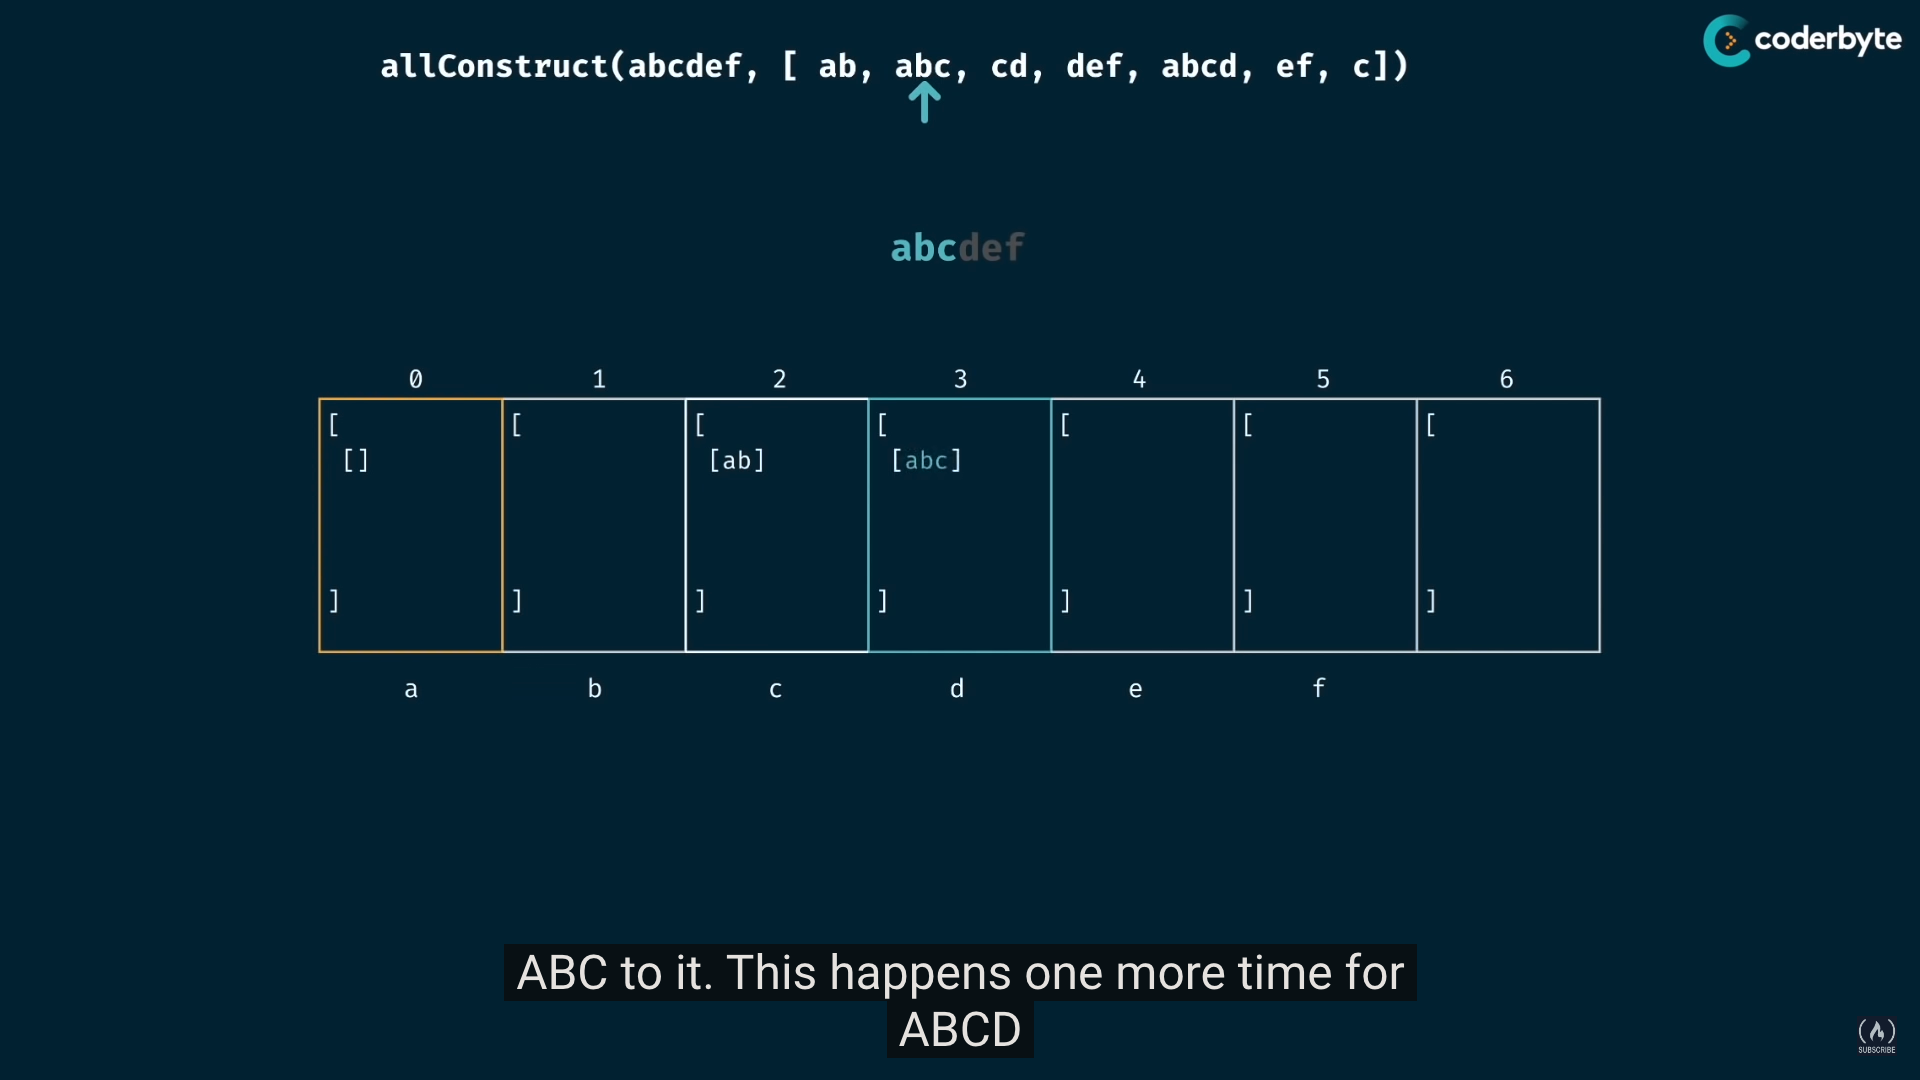 coderbyte
allConstruct(abcdef, [ ab, abc, cd, def, abcd, ef, c])
abcdef
0 1 2 3 4 5 6
[ [ [ [ [ [ [
[] [ab] [abc]
] ] ] ] ] ] ]
a b c d e f
ABC to it. This happens one more time for
ABCD
SUBSCRIBE